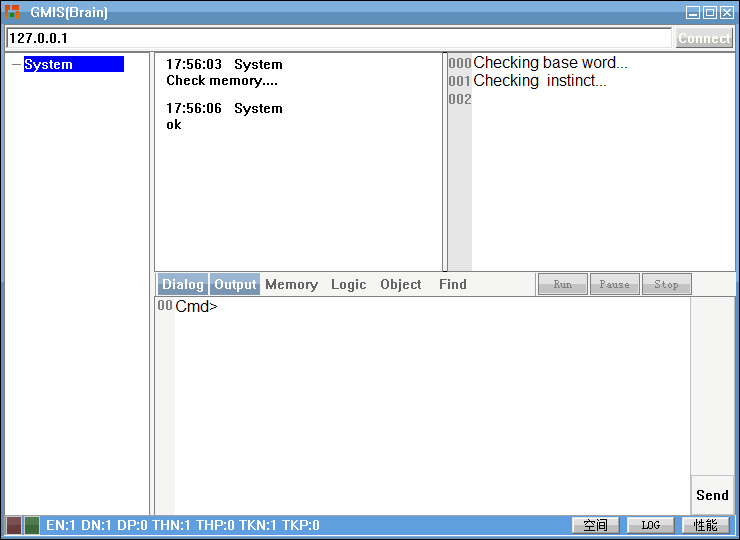 GMIS(Brain)
127.0.0.1
Connect
System
17:56:03 System
Check memory....
17:56:06 System
ok
000 Checking base word...
001 Checking instinct...
002
Dialog Output Memory Logic Object Find Run Pause Stop
00 Cmd>
Send
EN:1 DN:1 DP:0 THN:1 THP:0 TKN:1 TKP:0 空间 LOG 性能